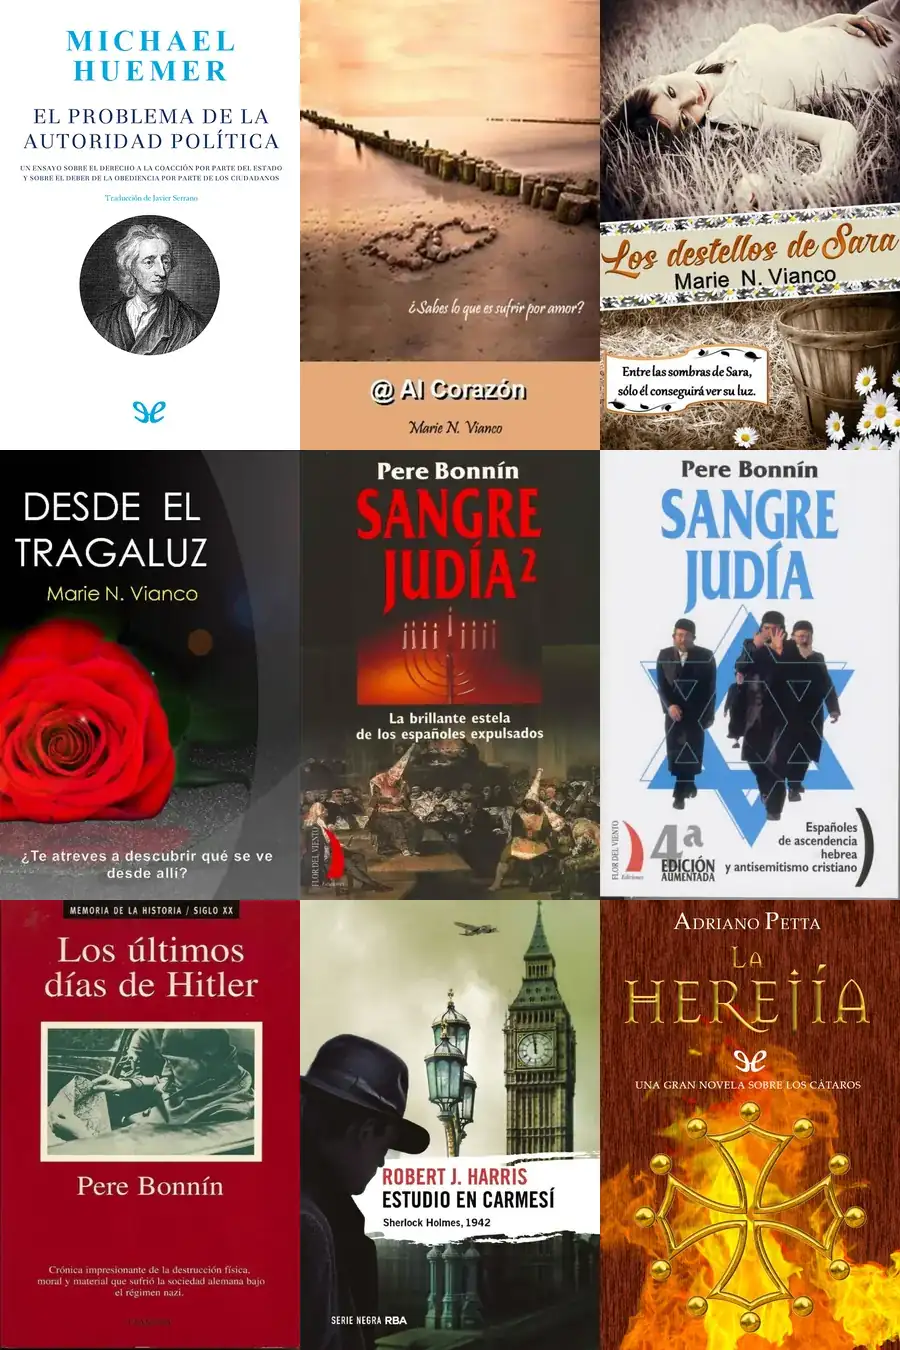 MICHAEL
HUEMER
EL PROBLEMA DE LA
AUTORIDAD POLÍTICA
UN ENSAYO SOBRE EL DERECHO A LA COACCIÓN POR PARTE DEL ESTADO
Y SOBRE EL DEBER DE LA OBEDIENCIA POR PARTE DE LOS CIUDADANOS
Traducción de Javier Serrano
¿Sabes lo que es sufrir por amor?
@ Al Corazón
Marie N. Vianco
Los destellos de Sara
Marie N. Vianco
Entre las sombras de Sara,
sólo él conseguirá ver su luz.
DESDE EL
TRAGALUZ
Marie N. Vianco
¿Te atreves a descubrir qué se ve
desde allí?
Pere Bonnín
SANGRE
JUDÍA 2
La brillante estela
de los españoles expulsados
FLOR DEL VIENTO
Ediciones
Pere Bonnín
SANGRE
JUDÍA
FLOR DEL VIENTO
Ediciones
4ª
EDICIÓN
AUMENTADA
Españoles
de ascendencia
hebrea
y antisemitismo cristiano
MEMORIA DE LA HISTORIA / SIGLO XX
Los últimos
días de Hitler
Pere Bonnín
Crónica impresionante de la destrucción física,
moral y material que sufrió la sociedad alemana bajo
el régimen nazi.
ROBERT J. HARRIS
ESTUDIO EN CARMESÍ
Sherlock Holmes, 1942
SERIE NEGRA RBA
ADRIANO PETTA
LA
HEREJÍA
UNA GRAN NOVELA SOBRE LOS CÁTAROS